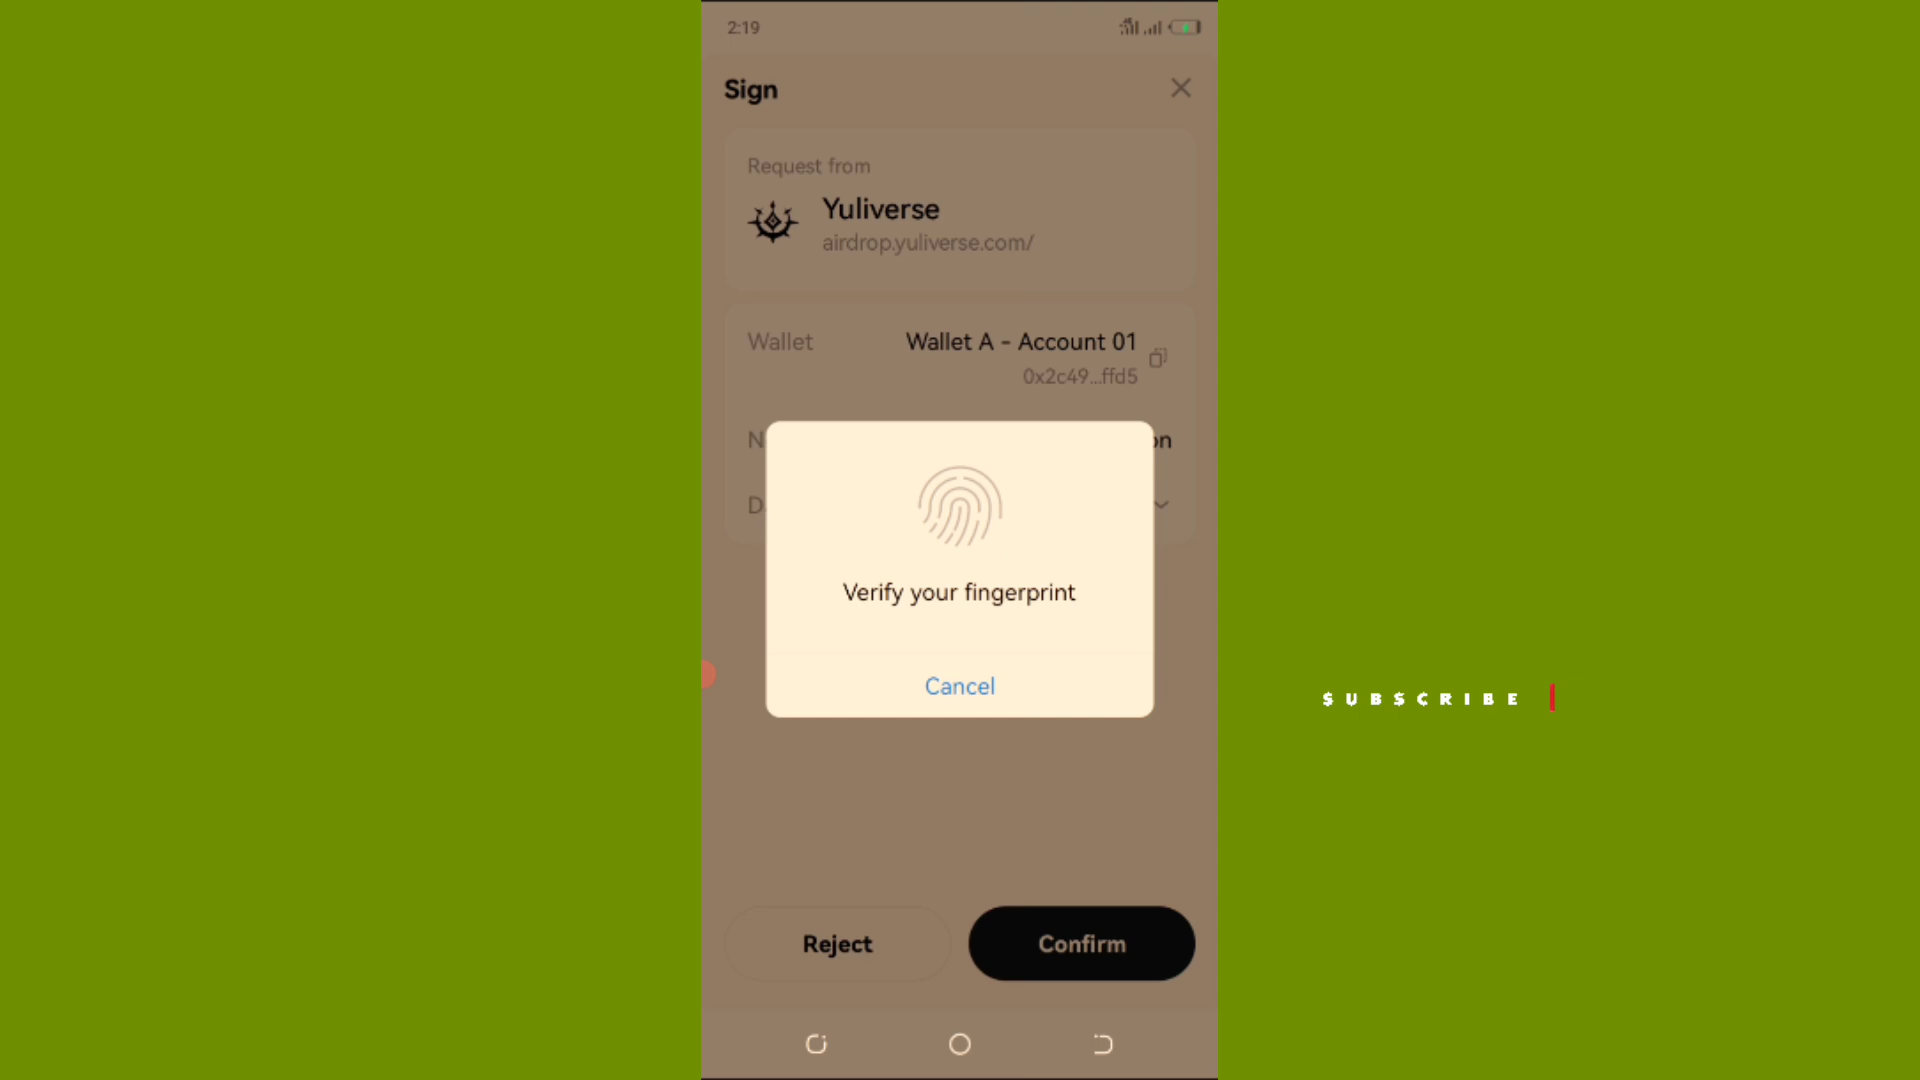 2:19
Sign
Request from
Yuliverse
airdrop.yuliverse.com/
Wallet
Wallet A - Account 01
0x2c49...ffd5
Verify your fingerprint
Cancel
SUBSCRIBE
Reject
Confirm